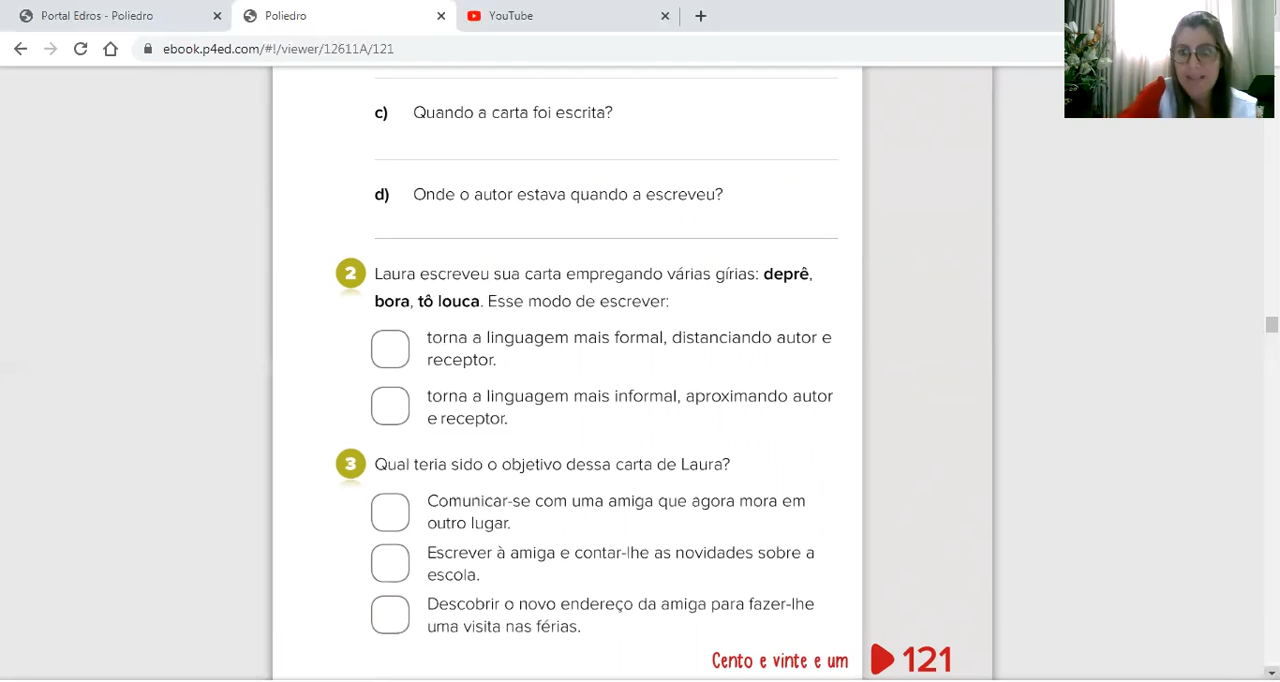 Portal Edros - Poliedro
Poliedro
YouTube
ebook.p4ed.com/#!/viewer/12611A/121
c) Quando a carta foi escrita?
d) Onde o autor estava quando a escreveu?
2 Laura escreveu sua carta empregando várias gírias: deprê,
bora, tô louca. Esse modo de escrever:
torna a linguagem mais formal, distanciando autor e
receptor.
torna a linguagem mais informal, aproximando autor
e receptor.
3 Qual teria sido o objetivo dessa carta de Laura?
Comunicar-se com uma amiga que agora mora em
outro lugar.
Escrever à amiga e contar-lhe as novidades sobre a
escola.
Descobrir o novo endereço da amiga para fazer-lhe
uma visita nas férias.
Cento e vinte e um 121